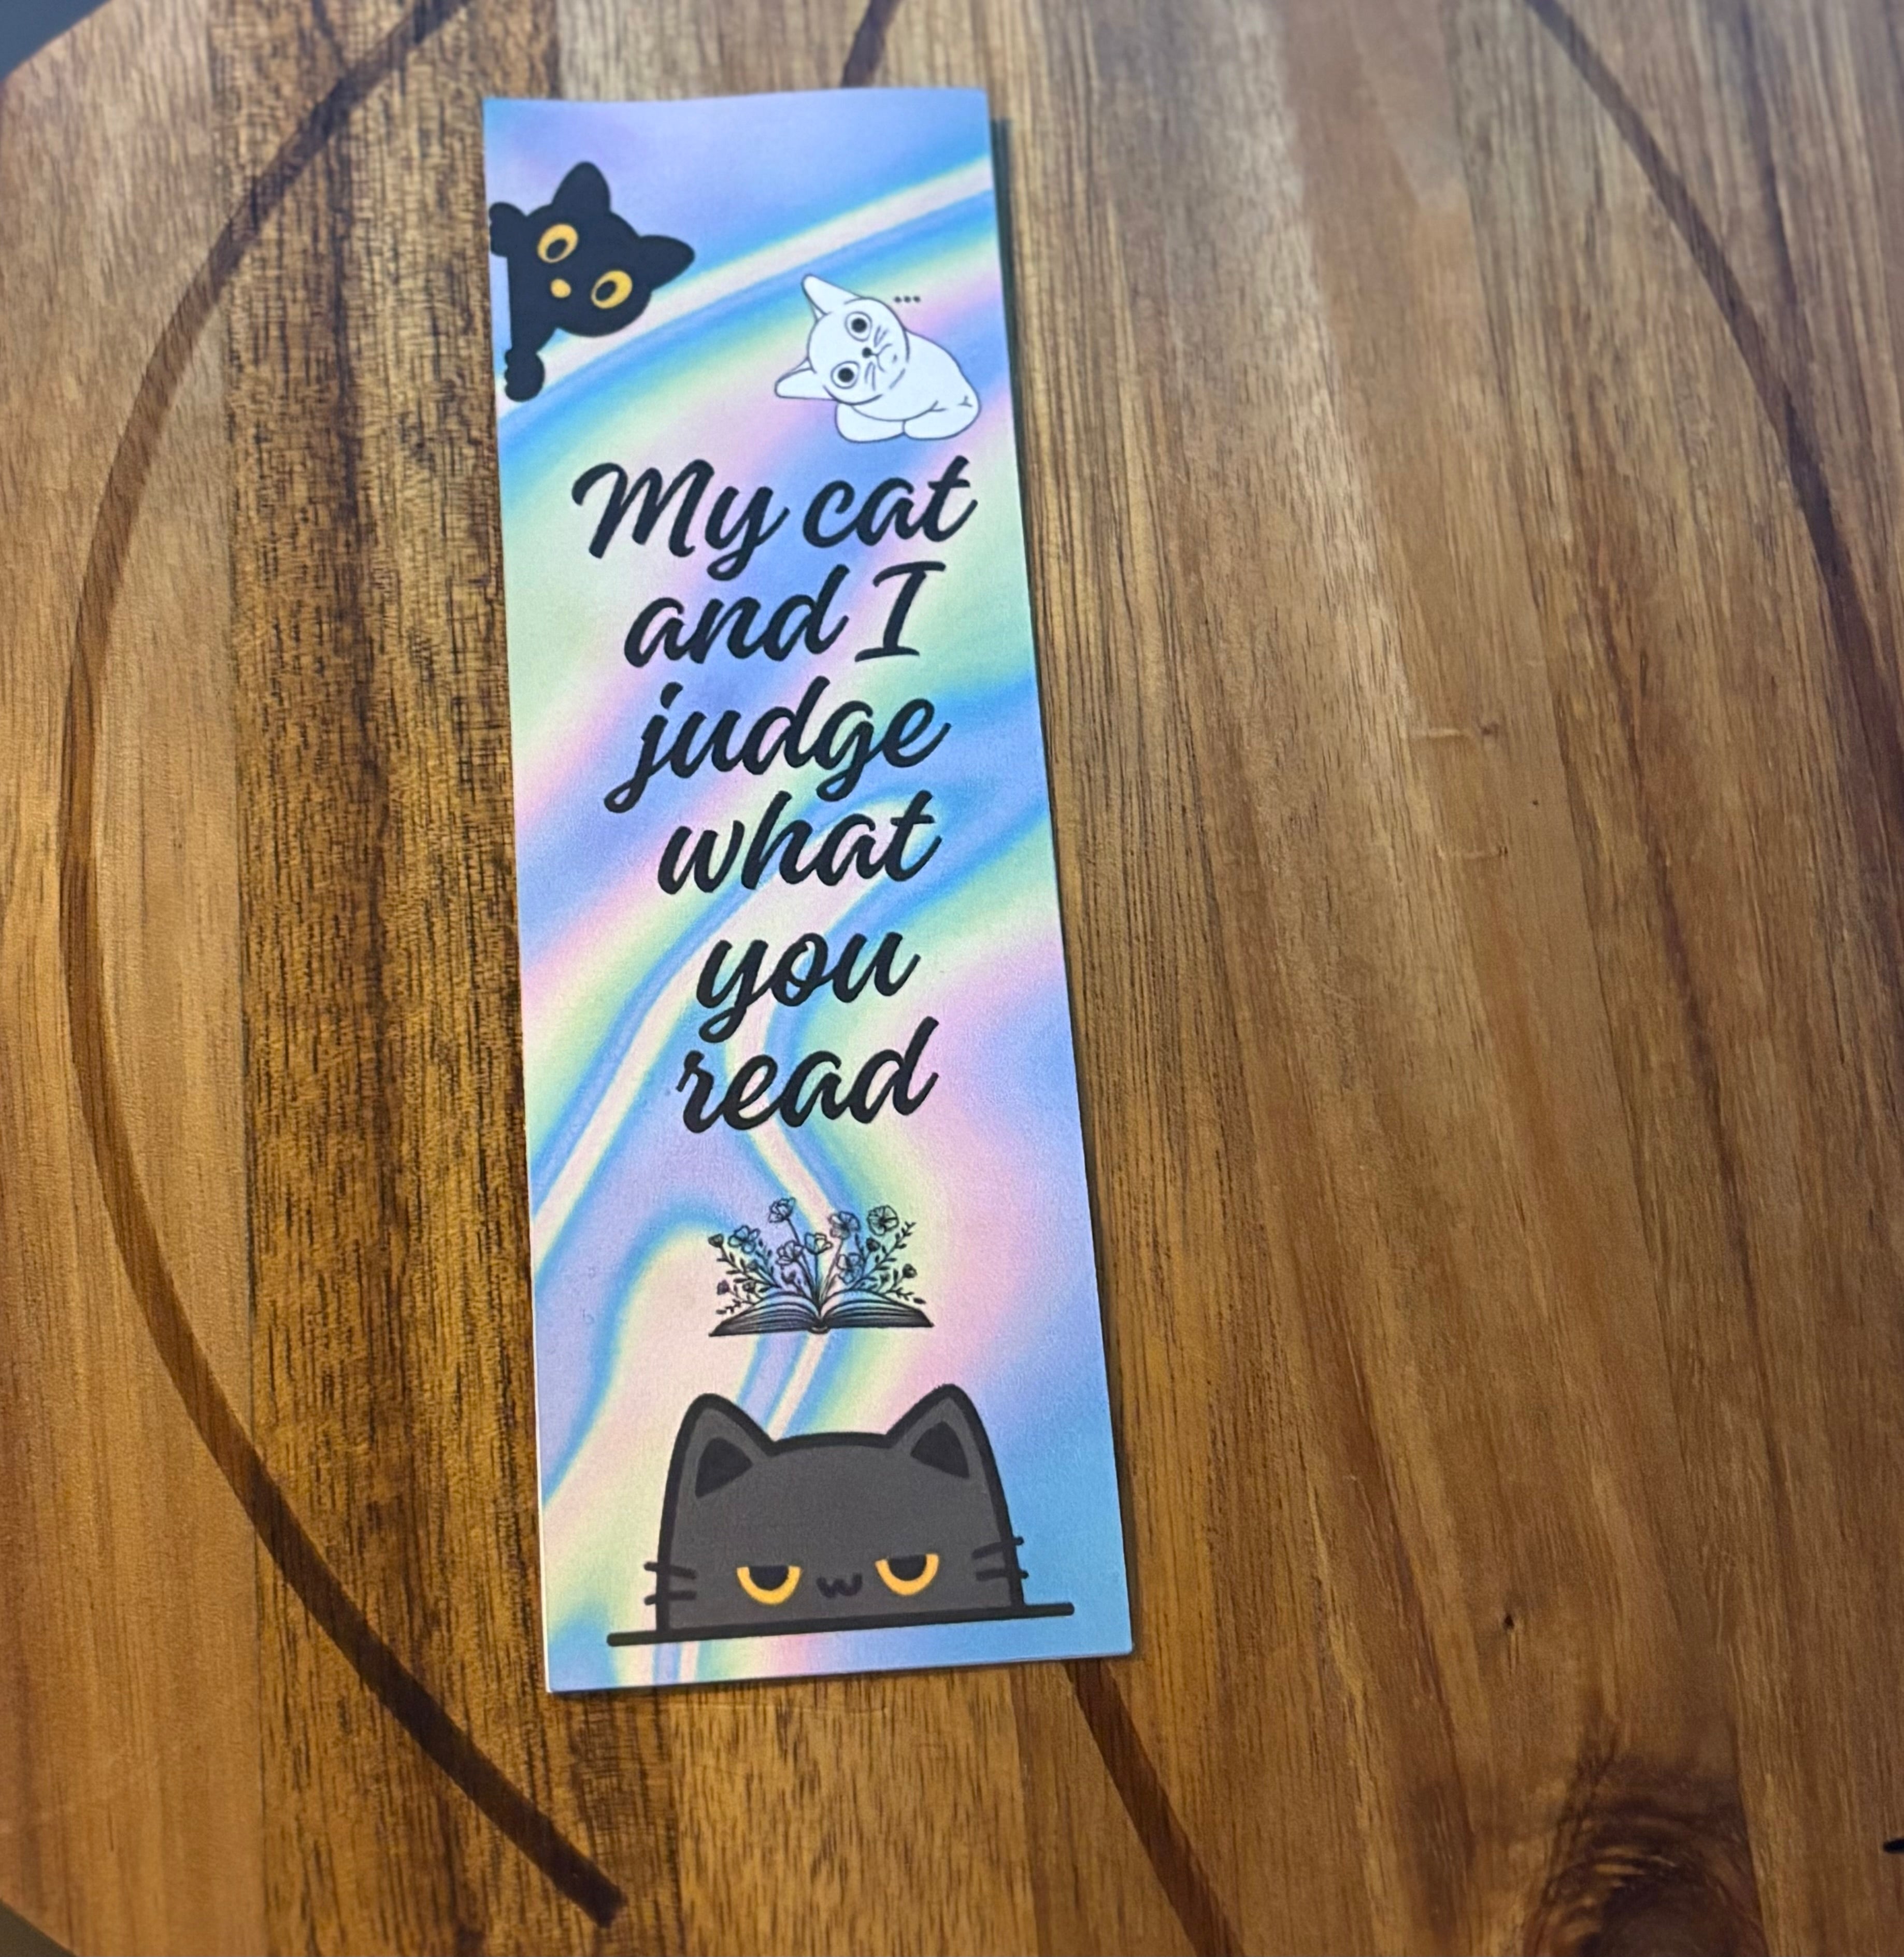 My cat
and I
judge
what
you
read